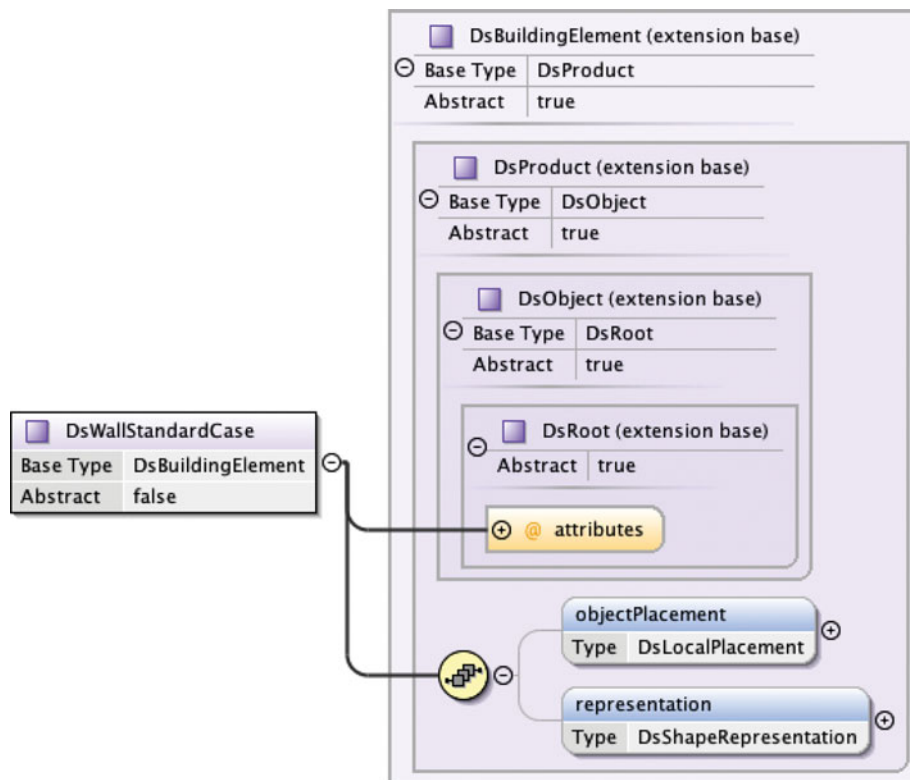 DsBuildingElement (extension base)
Base Type DsProduct
Abstract true
DsProduct (extension base)
Base Type DsObject
Abstract true
DsObject (extension base)
Base Type DsRoot
Abstract true
DsRoot (extension base)
Abstract true
@ attributes
DsWallStandardCase
Base Type DsBuildingElement
Abstract false
objectPlacement
Type DsLocalPlacement
representation
Type DsShapeRepresentation